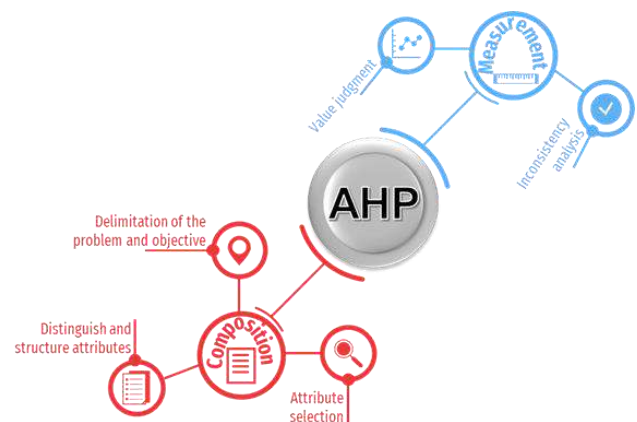 Measurement
Value judgment
Inconsistency
analysis
AHP
Delimitation of the
problem and objective
Distinguish and
structure attributes
Composition
Attribute
selection